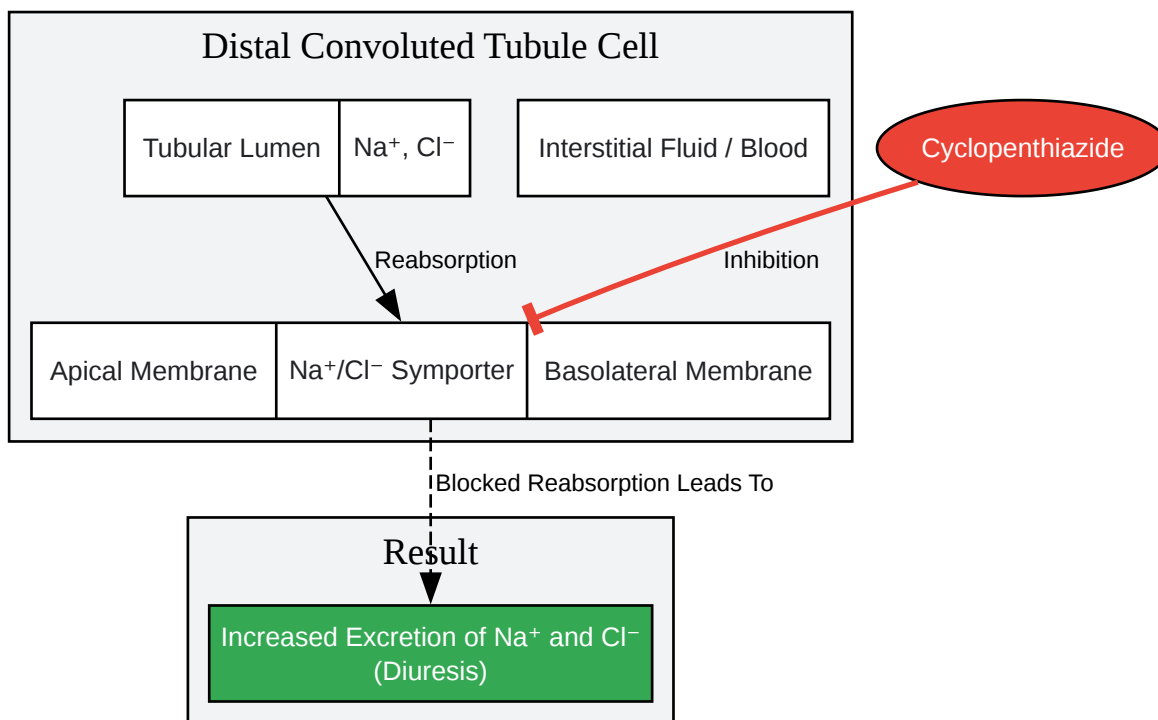 Distal Convoluted Tubule Cell
Tubular Lumen
Na⁺, Cl⁻
Interstitial Fluid / Blood
Cyclopenthiazide
Reabsorption
Inhibition
Apical Membrane
Na⁺/Cl⁻ Symporter
Basolateral Membrane
Blocked Reabsorption Leads To
Result
Increased Excretion of Na⁺ and Cl⁻
(Diuresis)